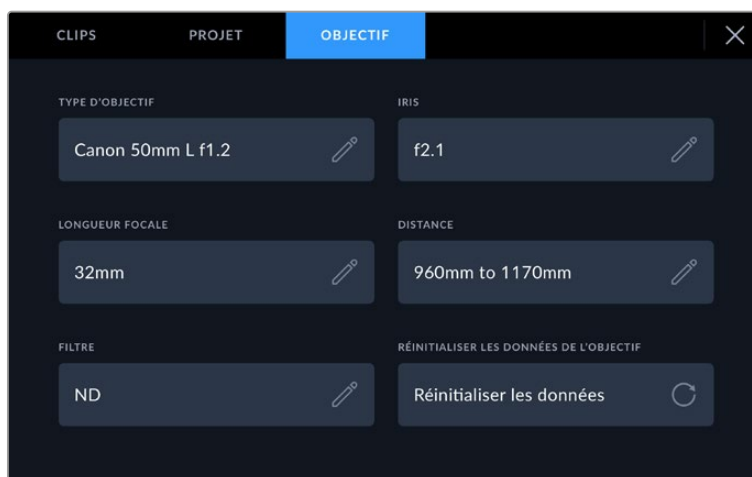 CLIPS PROJET OBJECTIF
TYPE D'OBJECTIF IRIS
Canon 50mm L f1.2 f2.1
LONGUEUR FOCALE DISTANCE
32mm 960mm to 1170mm
FILTRE RÉINITIALISER LES DONNÉES DE L'OBJECTIF
ND Réinitialiser les données